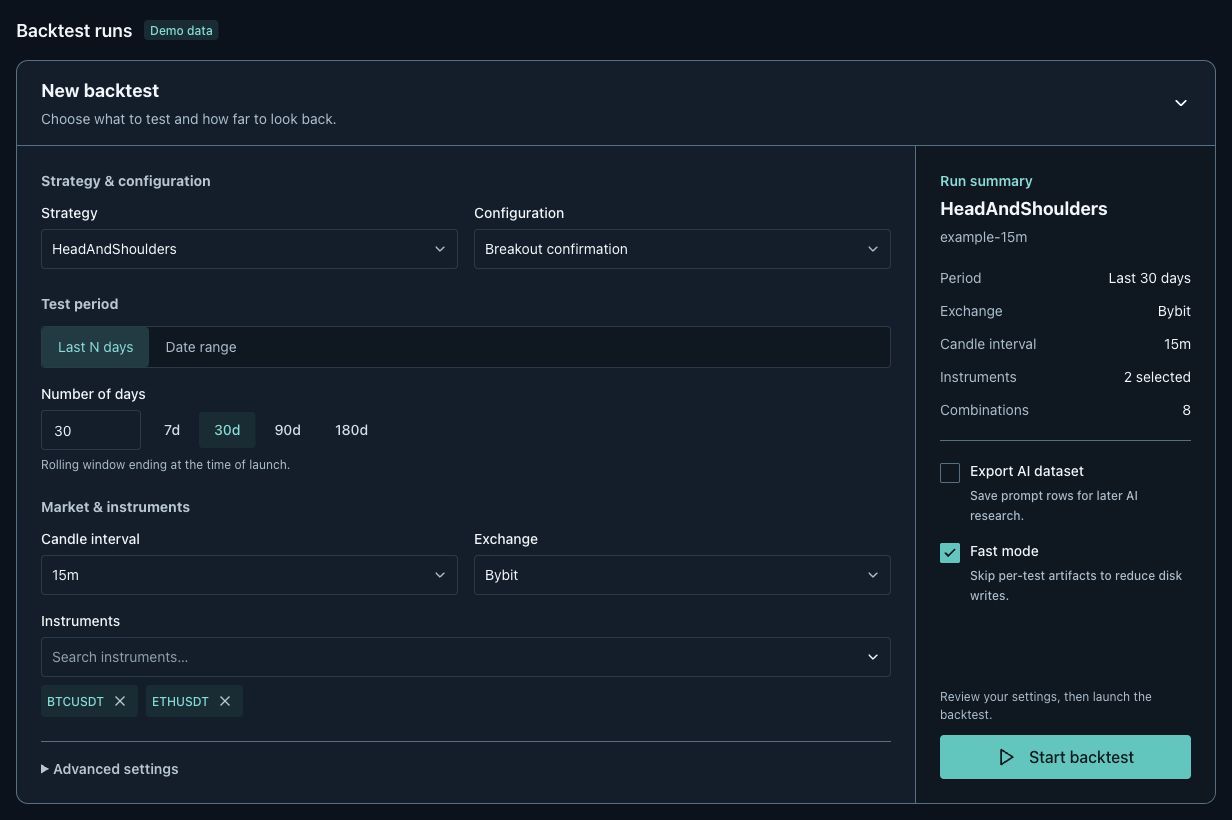 Backtest runs Demo data
New backtest
Choose what to test and how far to look back.
Strategy & configuration
Strategy
HeadAndShoulders
Configuration
Breakout confirmation
Test period
Last N days Date range
Number of days
30 7d 30d 90d 180d
Rolling window ending at the time of launch.
Market & instruments
Candle interval
15m
Exchange
Bybit
Instruments
Search instruments...
BTCUSDT ETHUSDT
Advanced settings
Run summary
HeadAndShoulders
example-15m
Period Last 30 days
Exchange Bybit
Candle interval 15m
Instruments 2 selected
Combinations 8
Export AI dataset
Save prompt rows for later AI
research.
Fast mode
Skip per-test artifacts to reduce disk
writes.
Review your settings, then launch the
backtest.
Start backtest